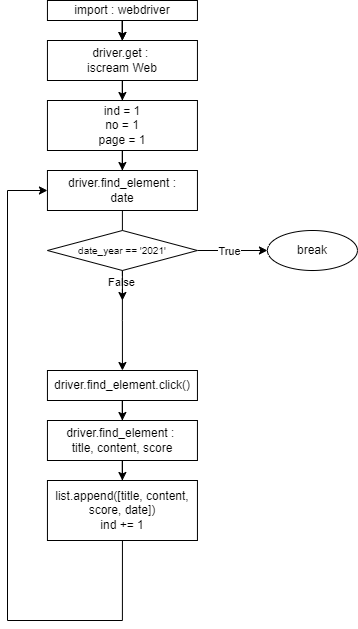 import : webdriver
driver.get :
iscream Web
ind = 1
no = 1
page = 1
driver.find_element :
date
date_year == '2021'
True
break
False
driver.find_element.click()
driver.find_element :
title, content, score
list.append([title, content,
score, date])
ind += 1